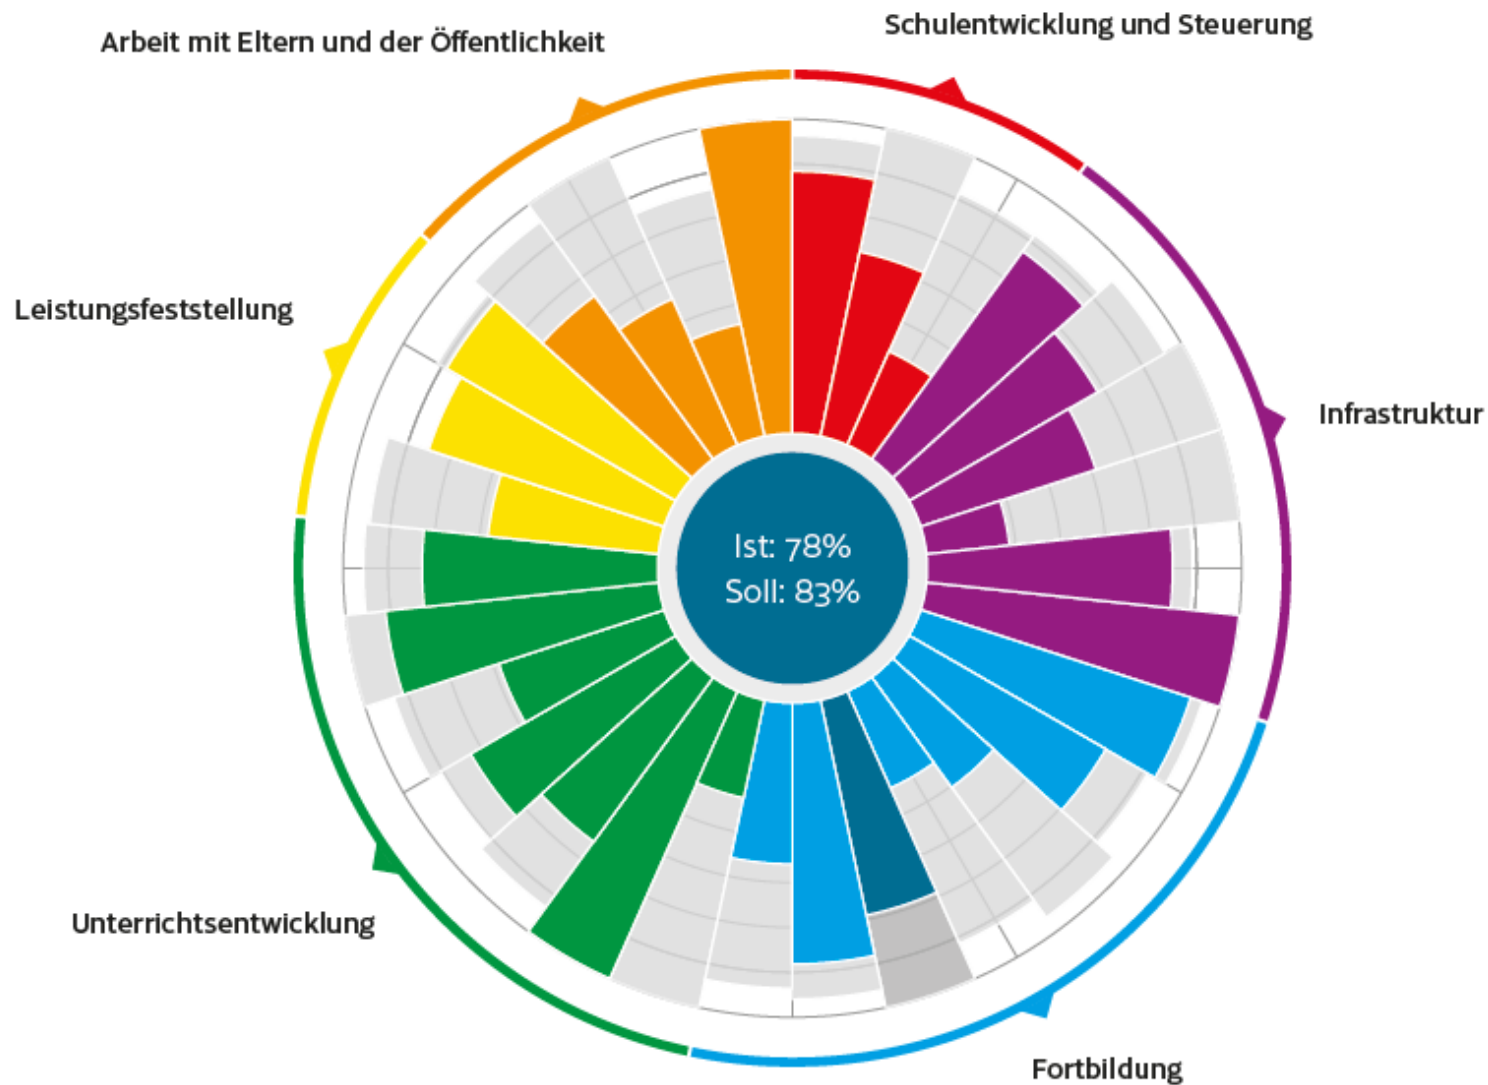 Schulentwicklung und Steuerung
Arbeit mit Eltern und der Öffentlichkeit
Leistungsfeststellung
Infrastruktur
Ist: 78%
Soll: 83%
Unterrichtsentwicklung
Fortbildung